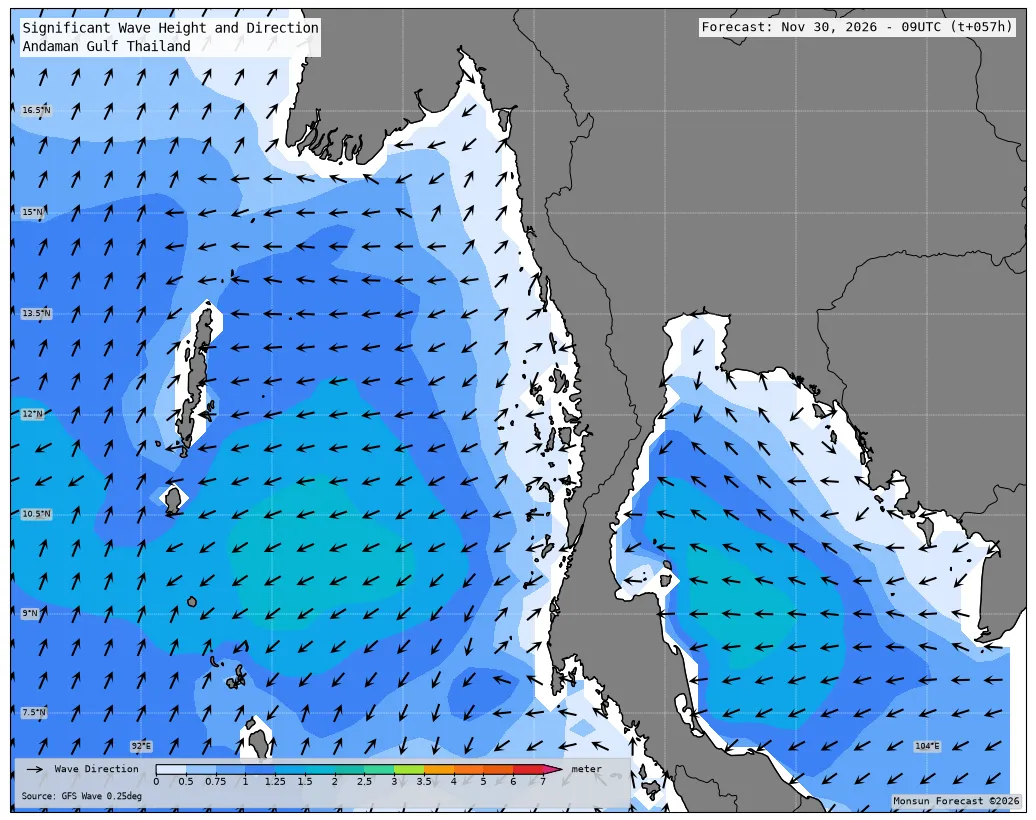 Significant Wave Height and Direction
Andaman Gulf Thailand
Forecast: Nov 30, 2026 - 09UTC (t+057h)
16.5°N
15°N
13.5°N
12°N
10.5°N
9°N
7.5°N
92°E
104°E
Wave Direction
0.5 0.75 1 1.25 1.5 2 2.5 3 3.5 4 5 6 7 meter
Source: GFS Wave 0.25deg
Monsun Forecast ©2026